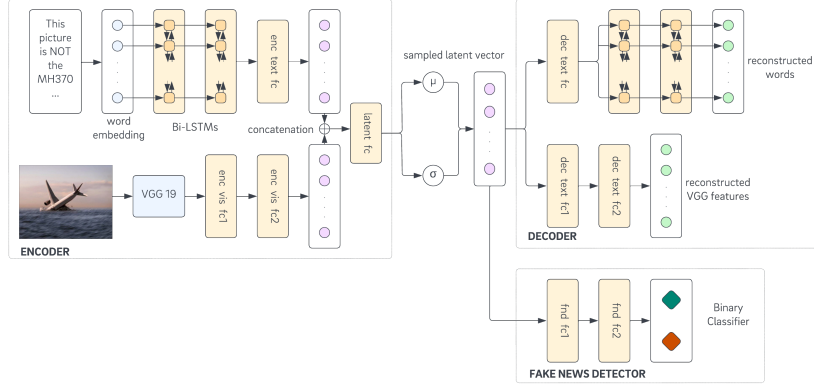 This
picture
is NOT
the
MH370
...
word
embedding
Bi-LSTMs
enc text fc
concatenation
VGG 19
enc vis fc1
enc vis fc2
latent fc
ENCODER
μ
σ
sampled latent vector
dec text fc
reconstructed
words
dec text fc1
dec text fc2
reconstructed
VGG features
DECODER
fnd fc1
fnd fc2
Binary
Classifier
FAKE NEWS DETECTOR